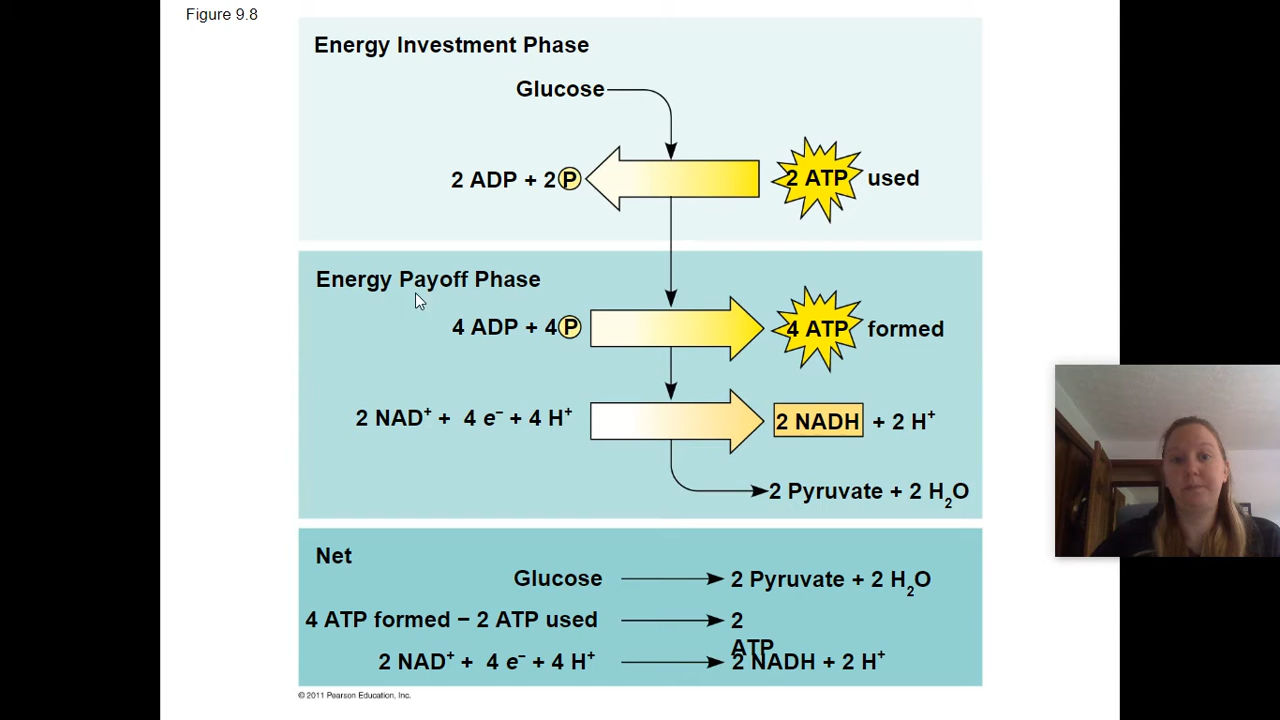 Figure 9.8
Energy Investment Phase
Glucose
2 ADP + 2 P
2 ATP used
Energy Payoff Phase
4 ADP + 4 P
4 ATP formed
2 NAD⁺ + 4 e⁻ + 4 H⁺
2 NADH + 2 H⁺
2 Pyruvate + 2 H₂O
Net
Glucose
2 Pyruvate + 2 H₂O
4 ATP formed − 2 ATP used
2
ATP
2 NAD⁺ + 4 e⁻ + 4 H⁺
2 NADH + 2 H⁺
© 2011 Pearson Education, Inc.